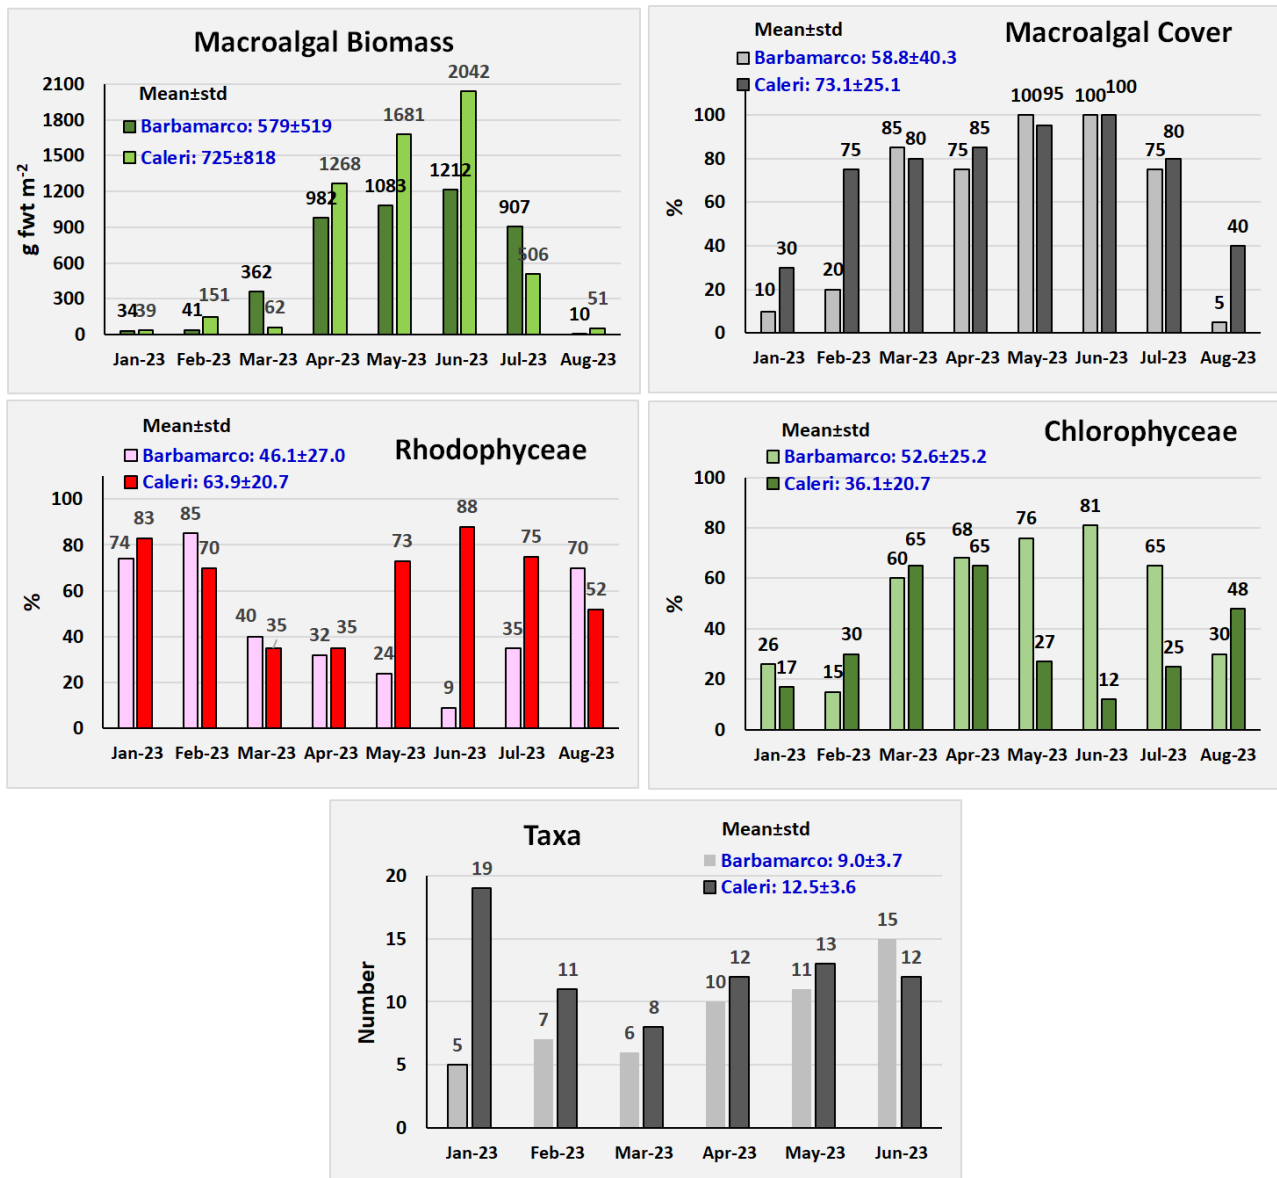 Macroalgal Biomass
Mean±std
Barbamarco: 579±519
Caleri: 725±818
g fwt m-2
2100
1800
1500
1200
900
600
300
0
34 39 41 151 362 62 982 1268 1083 1681 1212 2042 907 506 10 51
Jan-23 Feb-23 Mar-23 Apr-23 May-23 Jun-23 Jul-23 Aug-23
Macroalgal Cover
Mean±std
Barbamarco: 58.8±40.3
Caleri: 73.1±25.1
%
100
80
60
40
20
0
10 30 20 75 85 80 75 85 100 95 100 100 75 80 5 40
Jan-23 Feb-23 Mar-23 Apr-23 May-23 Jun-23 Jul-23 Aug-23
Rhodophyceae
Mean±std
Barbamarco: 46.1±27.0
Caleri: 63.9±20.7
%
100
80
60
40
20
0
74 83 85 70 40 35 32 35 24 73 9 88 35 75 70 52
Jan-23 Feb-23 Mar-23 Apr-23 May-23 Jun-23 Jul-23 Aug-23
Chlorophyceae
Mean±std
Barbamarco: 52.6±25.2
Caleri: 36.1±20.7
%
100
80
60
40
20
0
26 17 15 30 60 65 68 65 76 27 81 12 65 25 30 48
Jan-23 Feb-23 Mar-23 Apr-23 May-23 Jun-23 Jul-23 Aug-23
Taxa
Mean±std
Barbamarco: 9.0±3.7
Caleri: 12.5±3.6
Number
20
15
10
5
0
5 19 7 11 6 8 10 12 11 13 15 12
Jan-23 Feb-23 Mar-23 Apr-23 May-23 Jun-23